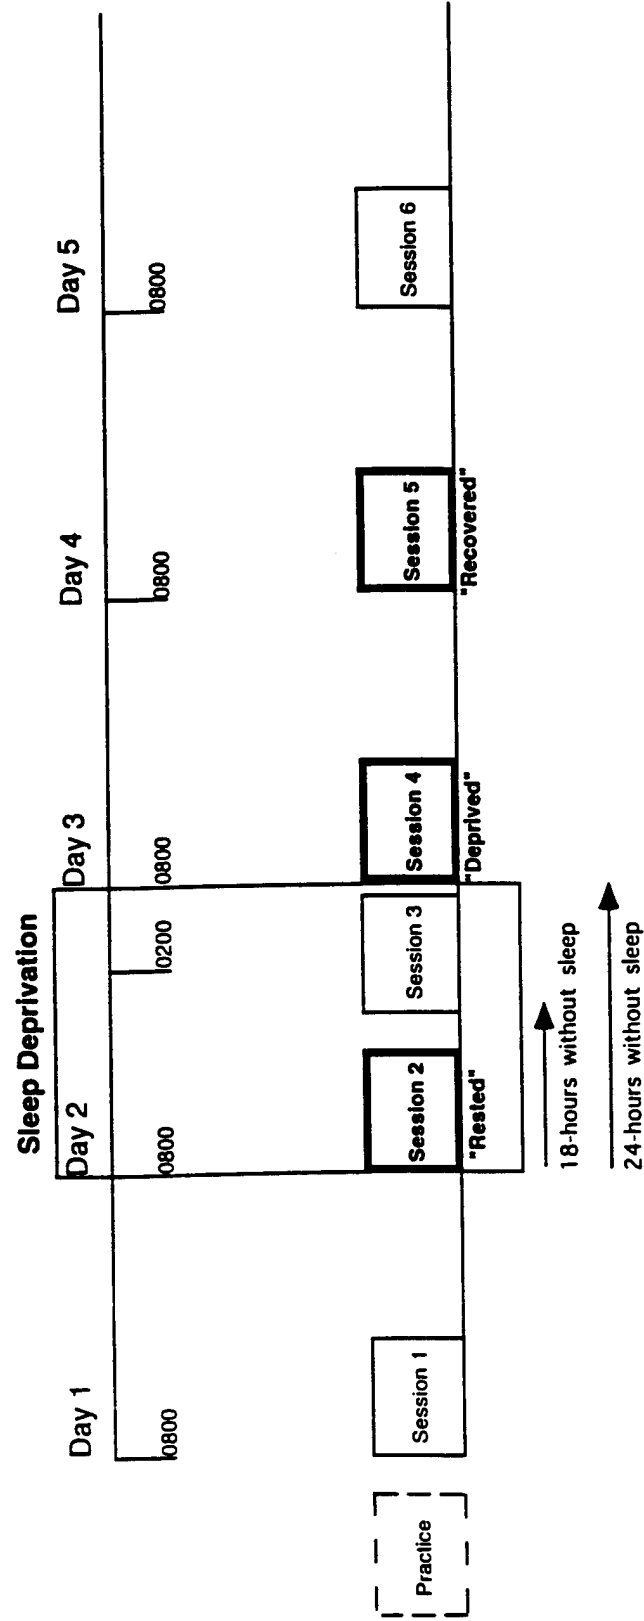 Sleep Deprivation
Day 1
Day 2
Day 3
Day 4
Day 5
0800
0800
0200
0800
0800
0800
Practice
Session 1
Session 2
Session 3
Session 4
Session 5
Session 6
"Rested"
"Deprived"
"Recovered"
18-hours without sleep
24-hours without sleep